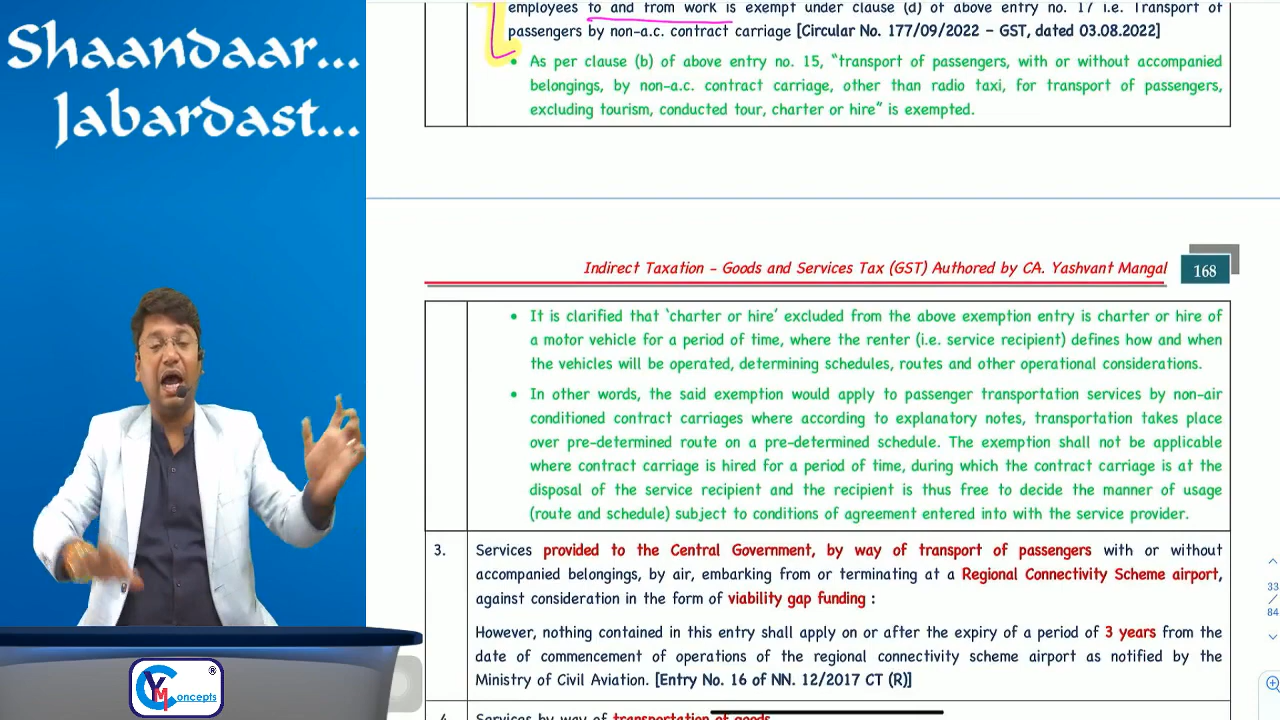 Shaandaar...
Jabardast...
employees to and from work is exempt under clause (d) of above entry no. 17 i.e. Transport of
passengers by non-a.c. contract carriage [Circular No. 177/09/2022 – GST, dated 03.08.2022]
• As per clause (b) of above entry no. 15, “transport of passengers, with or without accompanied
belongings, by non-a.c. contract carriage, other than radio taxi, for transport of passengers,
excluding tourism, conducted tour, charter or hire” is exempted.
Indirect Taxation – Goods and Services Tax (GST) Authored by CA. Yashvant Mangal
168
• It is clarified that ‘charter or hire’ excluded from the above exemption entry is charter or hire of
a motor vehicle for a period of time, where the renter (i.e. service recipient) defines how and when
the vehicles will be operated, determining schedules, routes and other operational considerations.
• In other words, the said exemption would apply to passenger transportation services by non-air
conditioned contract carriages where according to explanatory notes, transportation takes place
over pre-determined route on a pre-determined schedule. The exemption shall not be applicable
where contract carriage is hired for a period of time, during which the contract carriage is at the
disposal of the service recipient and the recipient is thus free to decide the manner of usage
(route and schedule) subject to conditions of agreement entered into with the service provider.
3. Services provided to the Central Government, by way of transport of passengers with or without
accompanied belongings, by air, embarking from or terminating at a Regional Connectivity Scheme airport,
against consideration in the form of viability gap funding :
However, nothing contained in this entry shall apply on or after the expiry of a period of 3 years from the
date of commencement of operations of the regional connectivity scheme airport as notified by the
Ministry of Civil Aviation. [Entry No. 16 of NN. 12/2017 CT (R)]
4. Services by way of transportation of goods
33
/
84
YM Concepts ®